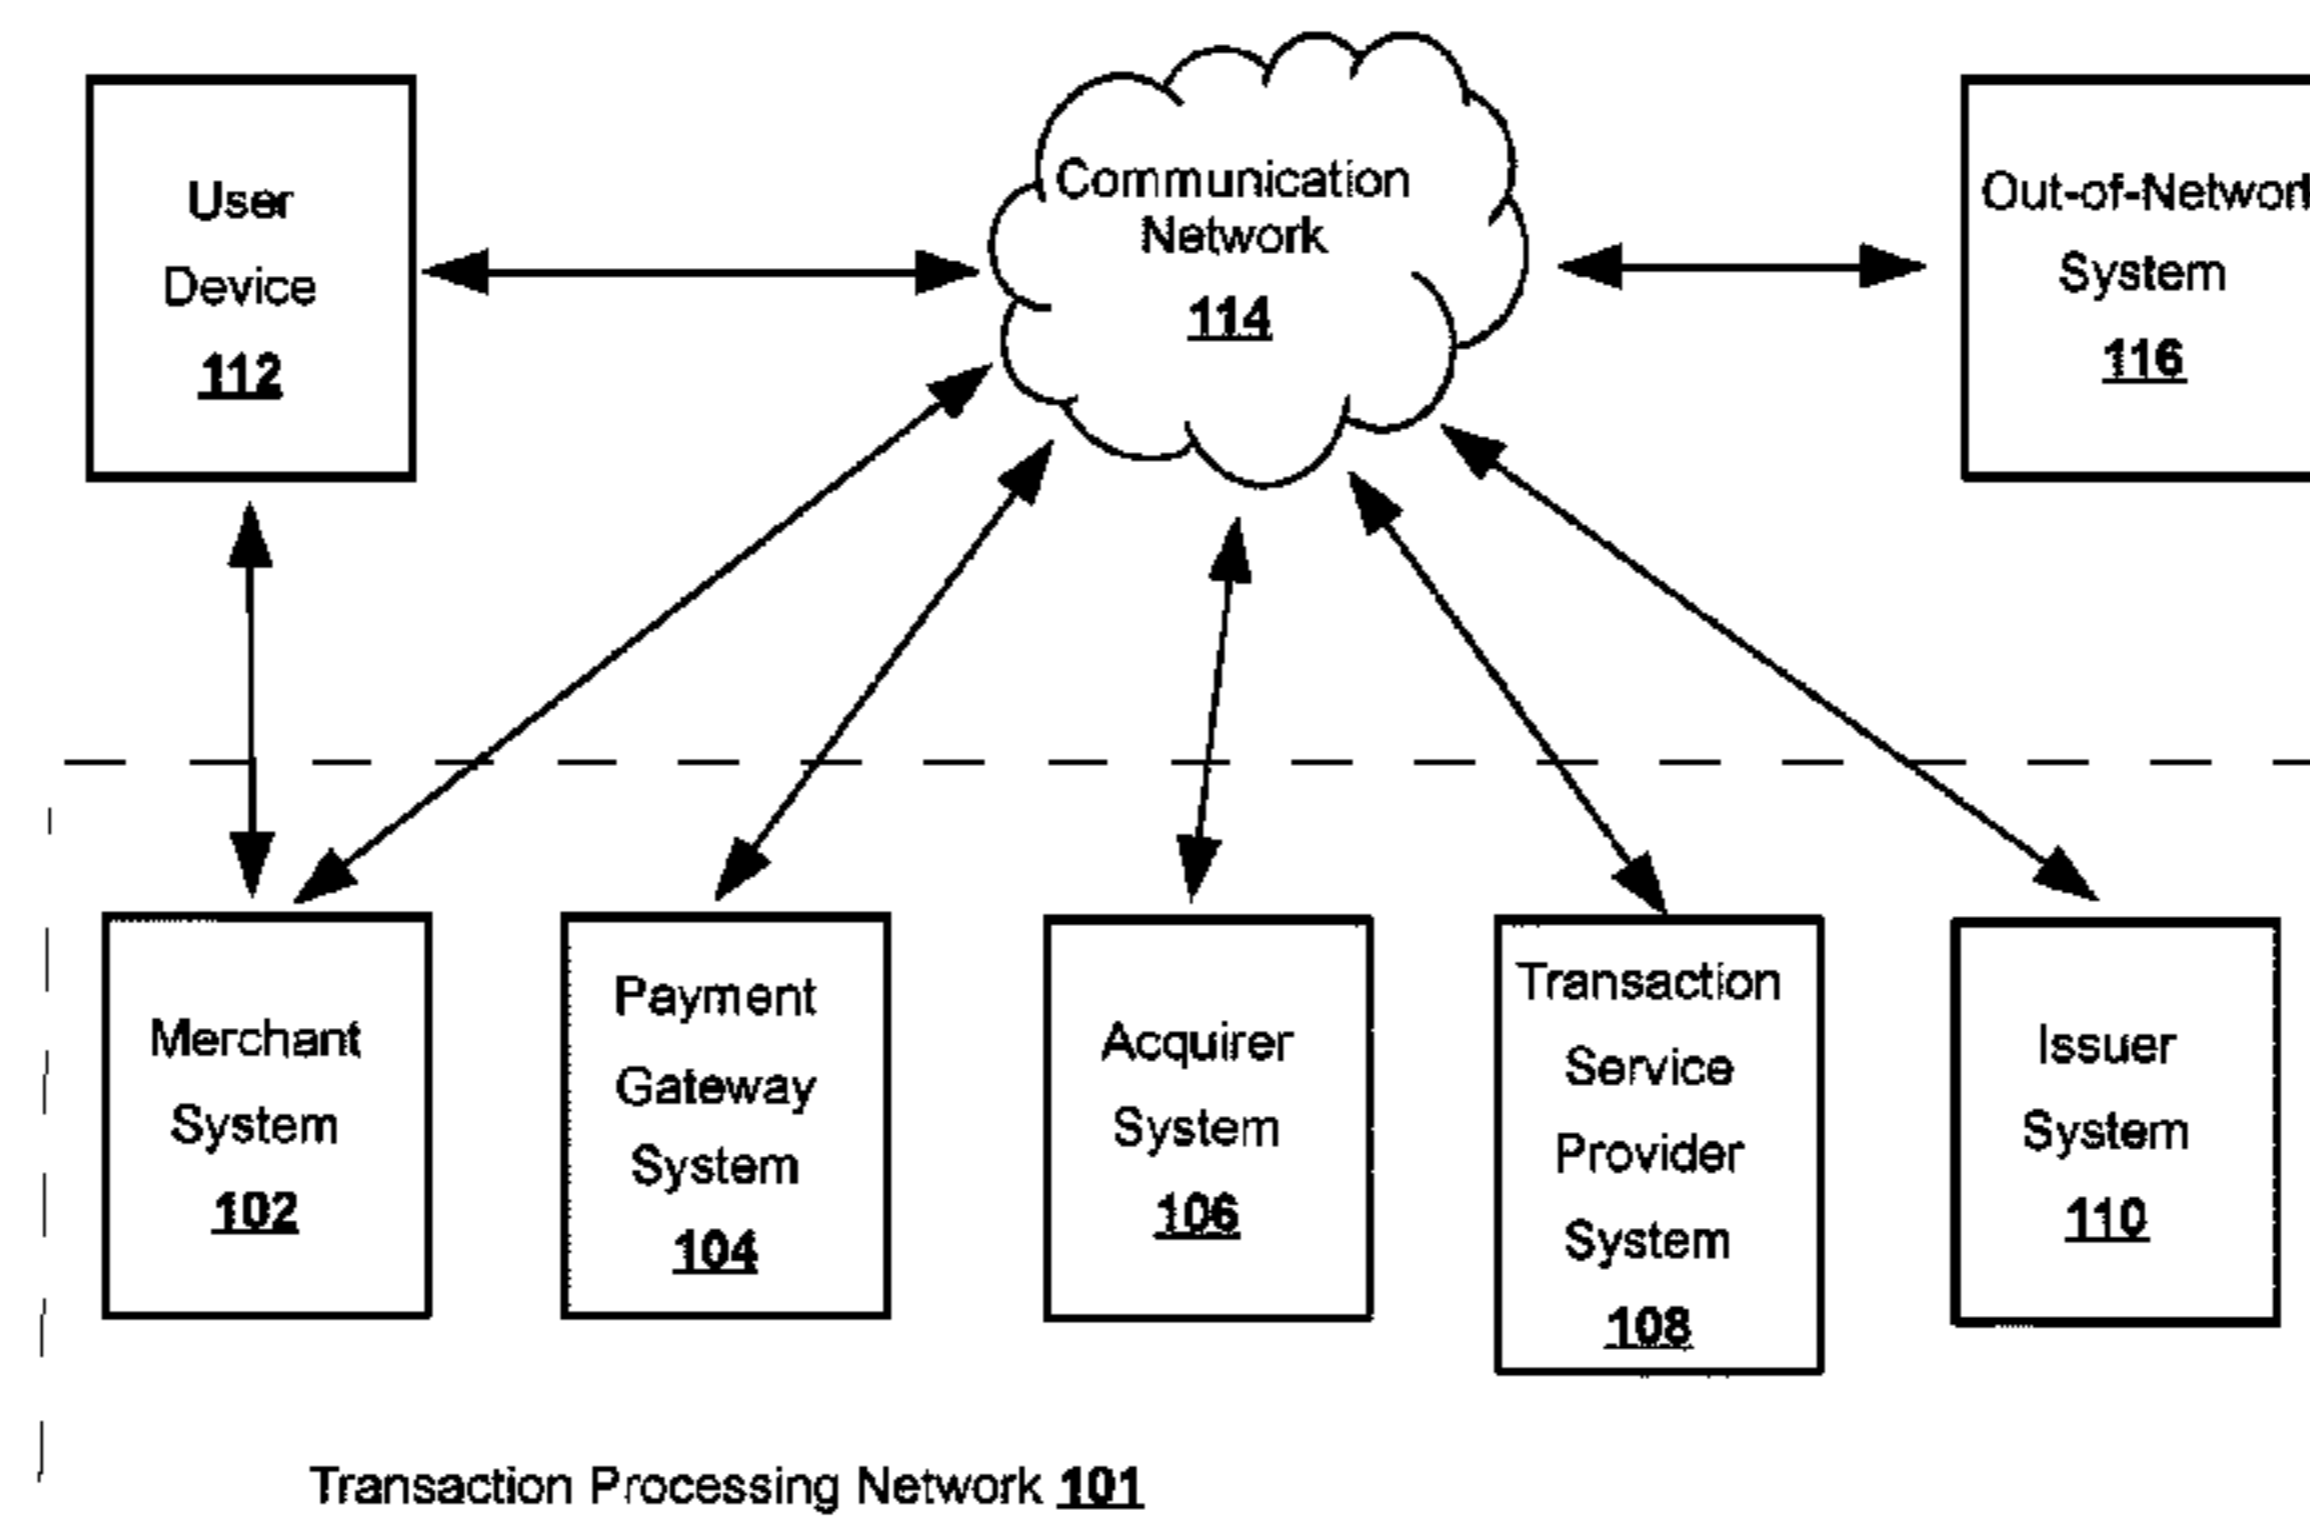 User
Device
112
Communication
Network
114
Out-of-Network
System
116
Merchant
System
102
Payment
Gateway
System
104
Acquirer
System
106
Transaction
Service
Provider
System
108
Issuer
System
110
Transaction Processing Network 101